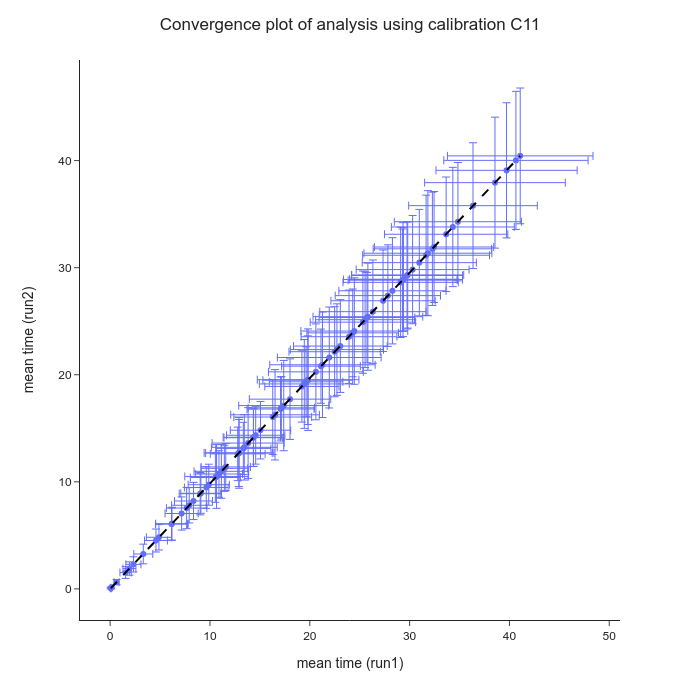 Convergence plot of analysis using calibration C11
mean time (run2)
40
30
20
10
0
0 10 20 30 40 50
mean time (run1)